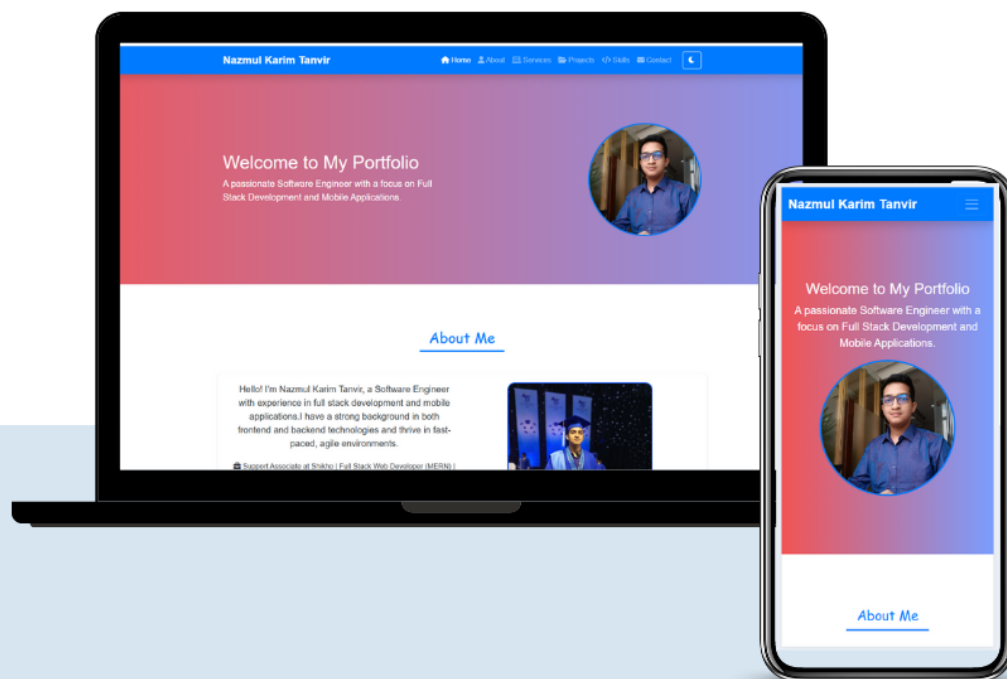 Nazmul Karim Tanvir
Home About Services Projects Skills Contact
Welcome to My Portfolio
A passionate Software Engineer with a focus on Full
Stack Development and Mobile Applications.
About Me
Hello! I'm Nazmul Karim Tanvir, a Software Engineer
with experience in full stack development and mobile
applications.I have a strong background in both
frontend and backend technologies and thrive in fast-
paced, agile environments.
Support Associate at Shikho | Full Stack Web Developer (MERN) |
Nazmul Karim Tanvir
Welcome to My Portfolio
A passionate Software Engineer with a
focus on Full Stack Development and
Mobile Applications.
About Me